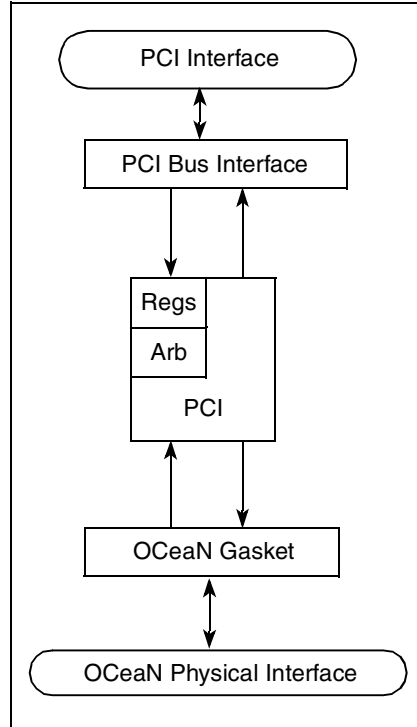 PCI Interface
PCI Bus Interface
Regs
Arb
PCI
OCeaN Gasket
OCeaN Physical Interface